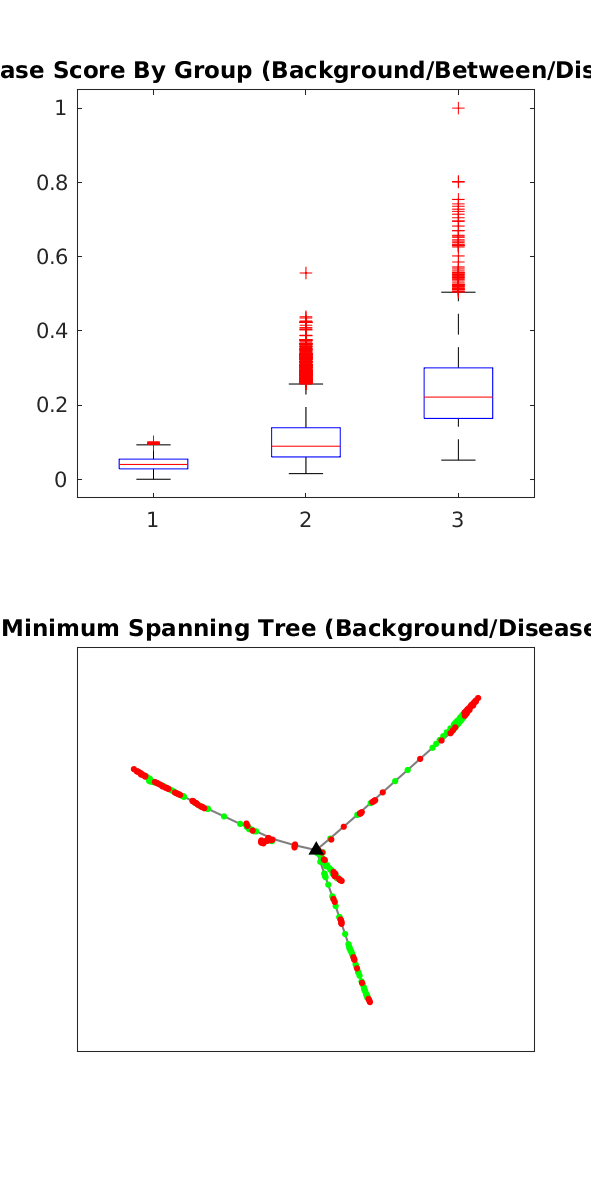 ase Score By Group (Background/Between/Dis
1
0.8
0.6
0.4
0.2
0
1 2 3
Minimum Spanning Tree (Background/Disease